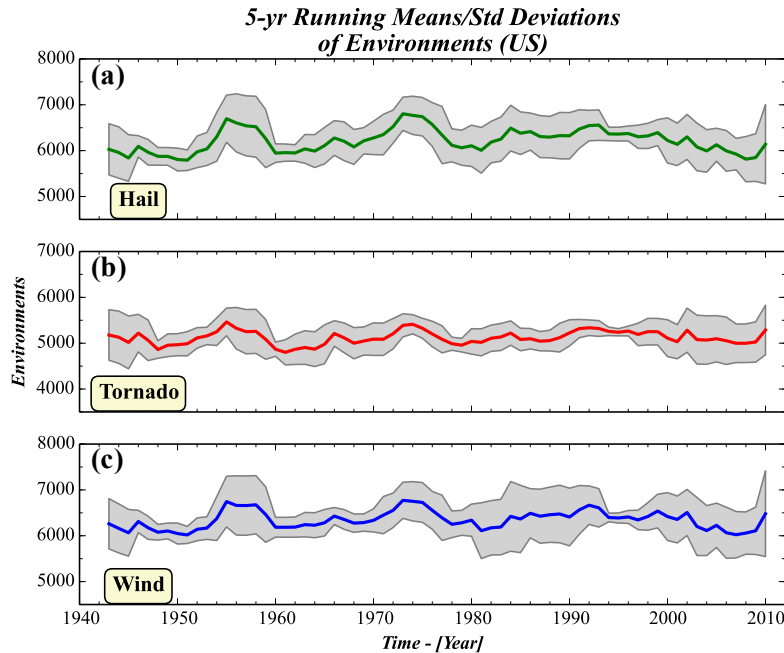 5-yr Running Means/Std Deviations
of Environments (US)
8000
7000
6000
5000
(a)
Hail
7000
6000
5000
4000
(b)
Tornado
Environments
8000
7000
6000
5000
4000
(c)
Wind
1940 1950 1960 1970 1980 1990 2000 2010
Time - [Year]